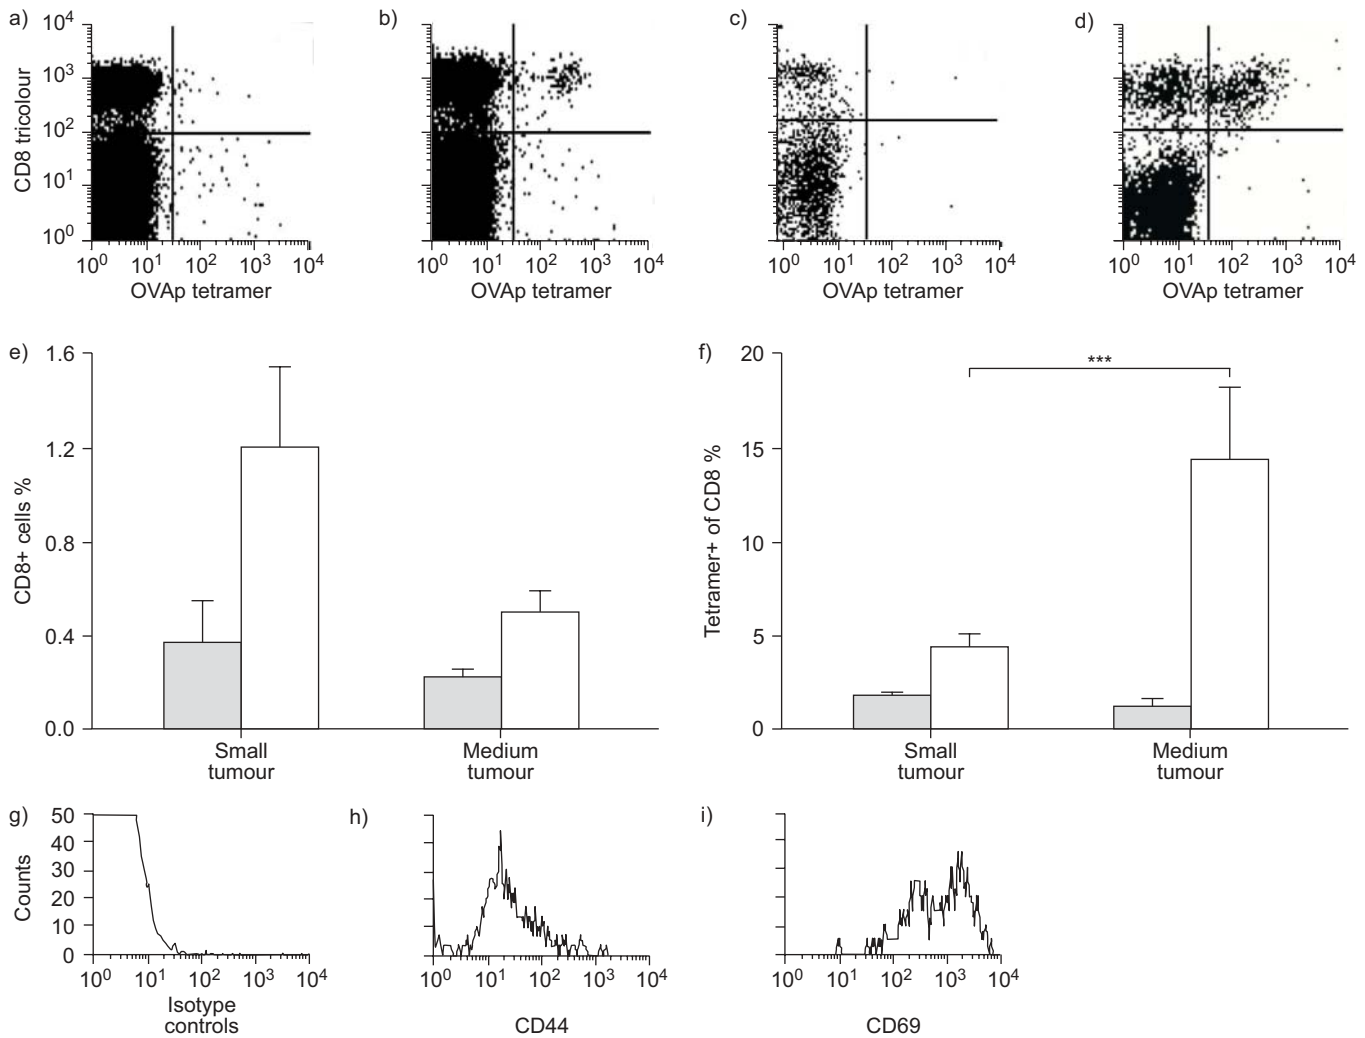 a)
b)
c)
d)
CD8 tricolour
10⁴
10³
10²
10¹
10⁰
10⁰ 10¹ 10² 10³ 10⁴
OVAp tetramer
10⁰ 10¹ 10² 10³ 10⁴
OVAp tetramer
10⁰ 10¹ 10² 10³ 10⁴
OVAp tetramer
10⁰ 10¹ 10² 10³ 10⁴
OVAp tetramer
e)
CD8+ cells %
1.6
1.2
0.8
0.4
0.0
Small
tumour
Medium
tumour
f)
Tetramer+ of CD8 %
20
15
10
5
0
***
Small
tumour
Medium
tumour
g)
Counts
50
40
30
20
10
0
10⁰ 10¹ 10² 10³ 10⁴
Isotype
controls
h)
10⁰ 10¹ 10² 10³ 10⁴
CD44
i)
10⁰ 10¹ 10² 10³ 10⁴
CD69